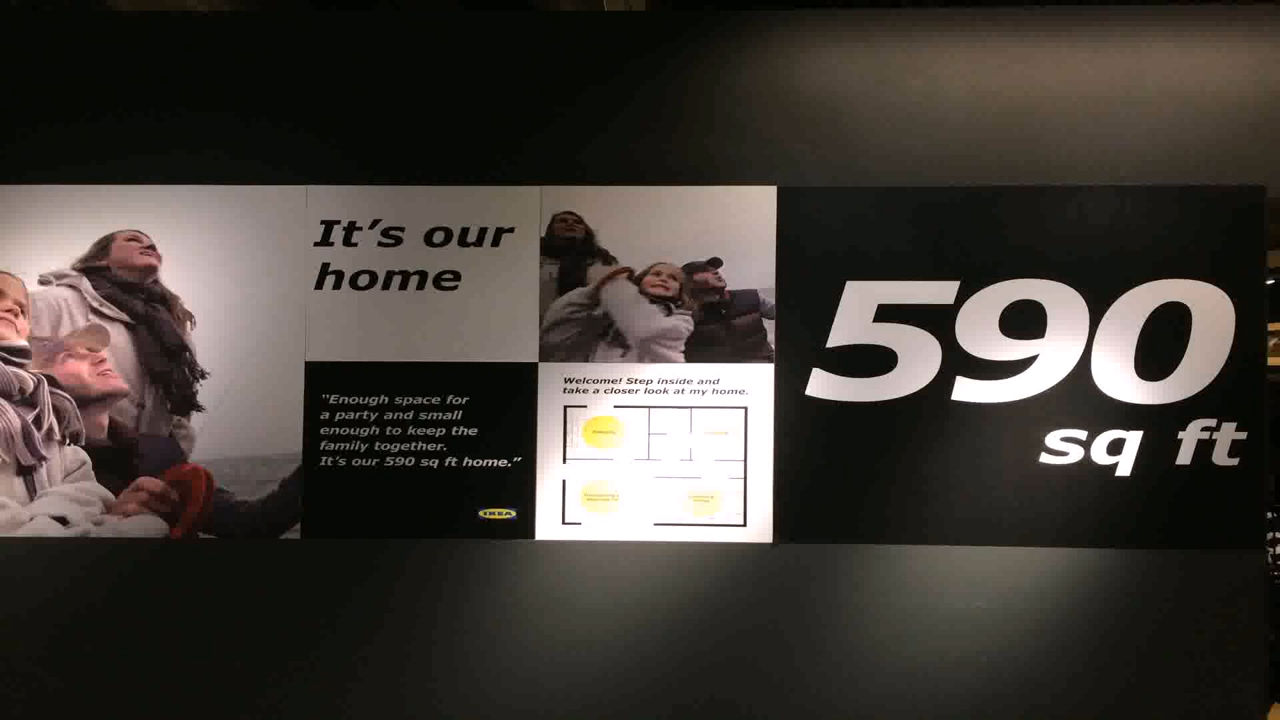 It's our
home
"Enough space for
a party and small
enough to keep the
family together.
It's our 590 sq ft home."
IKEA
Welcome! Step inside and
take a closer look at my home.
590
sq ft